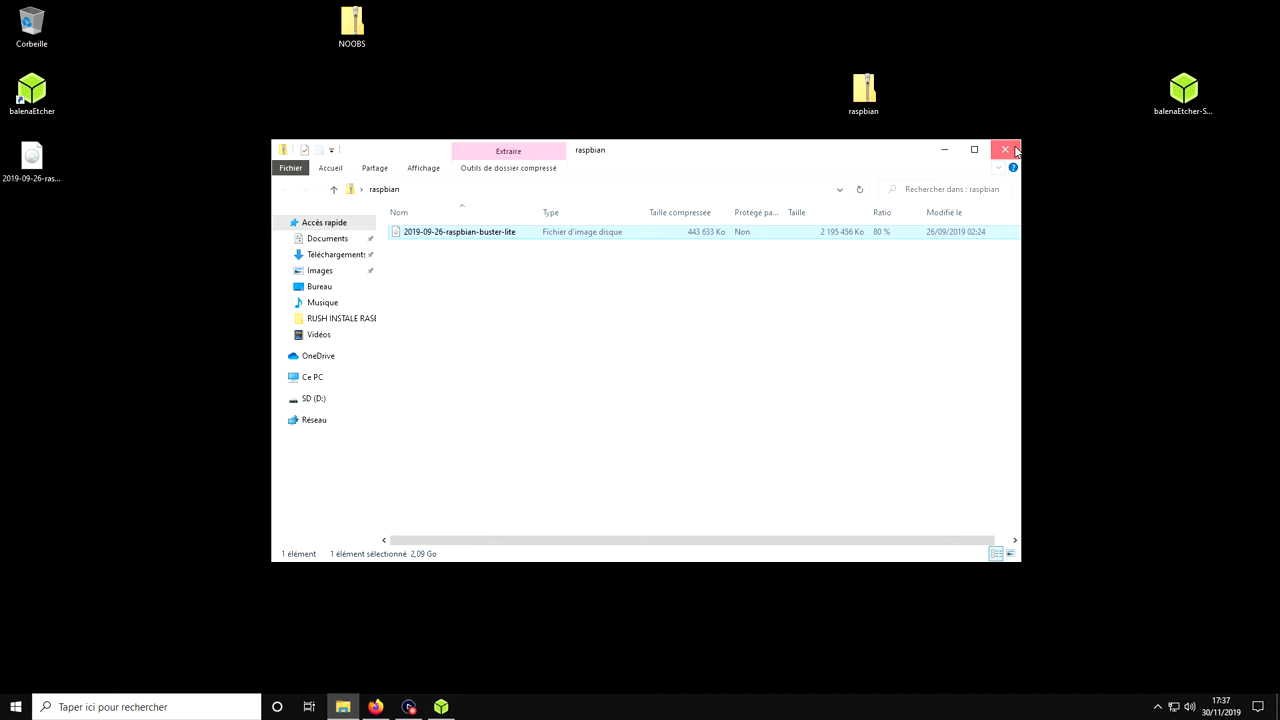 Corbeille
NOOBS
balenaEtcher
raspbian
balenaEtcher-S...
2019-09-26-ras...
Extraire
raspbian
Fichier
Accueil
Partage
Affichage
Outils de dossier compressé
raspbian
Rechercher dans : raspbian
Nom
Type
Taille compressée
Protégé pa...
Taille
Ratio
Modifié le
2019-09-26-raspbian-buster-lite
Fichier d'image disque
443 633 Ko
Non
2 195 456 Ko
80 %
26/09/2019 02:24
Accès rapide
Documents
Téléchargements
Images
Bureau
Musique
RUSH INSTALE RASB
Vidéos
OneDrive
Ce PC
SD (D:)
Réseau
1 élément
1 élément sélectionné 2,09 Go
Taper ici pour rechercher
17:37
30/11/2019